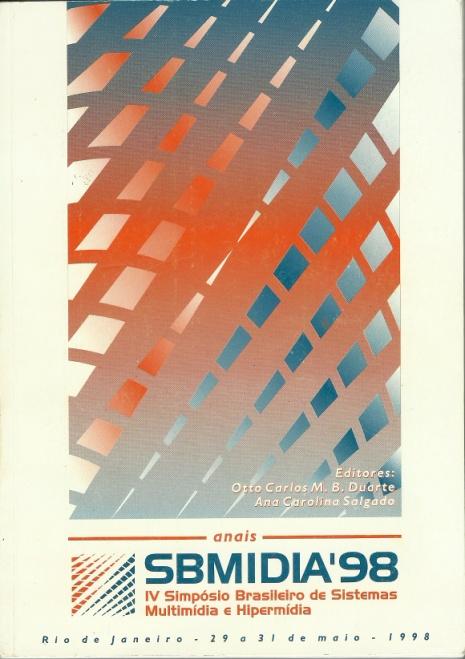 Editores:
Otto Carlos M. B. Duarte
Ana Carolina Salgado
anais
SBMIDIA'98
IV Simpósio Brasileiro de Sistemas
Multimídia e Hipermídia
Rio de Janeiro - 29 a 31 de maio - 1998